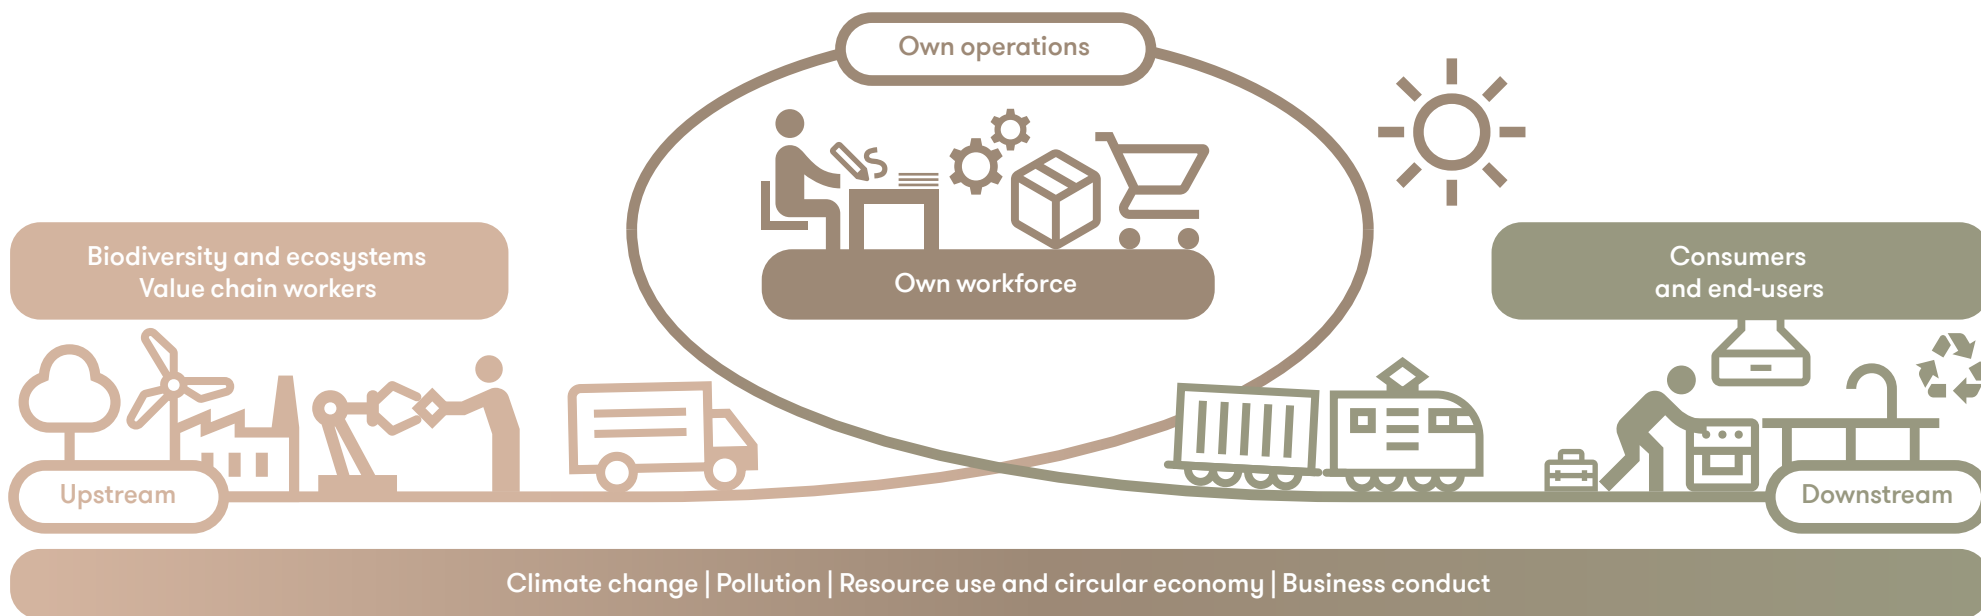 Own operations
Own workforce
Biodiversity and ecosystems
Value chain workers
Consumers
and end-users
Upstream
Downstream
Climate change | Pollution | Resource use and circular economy | Business conduct